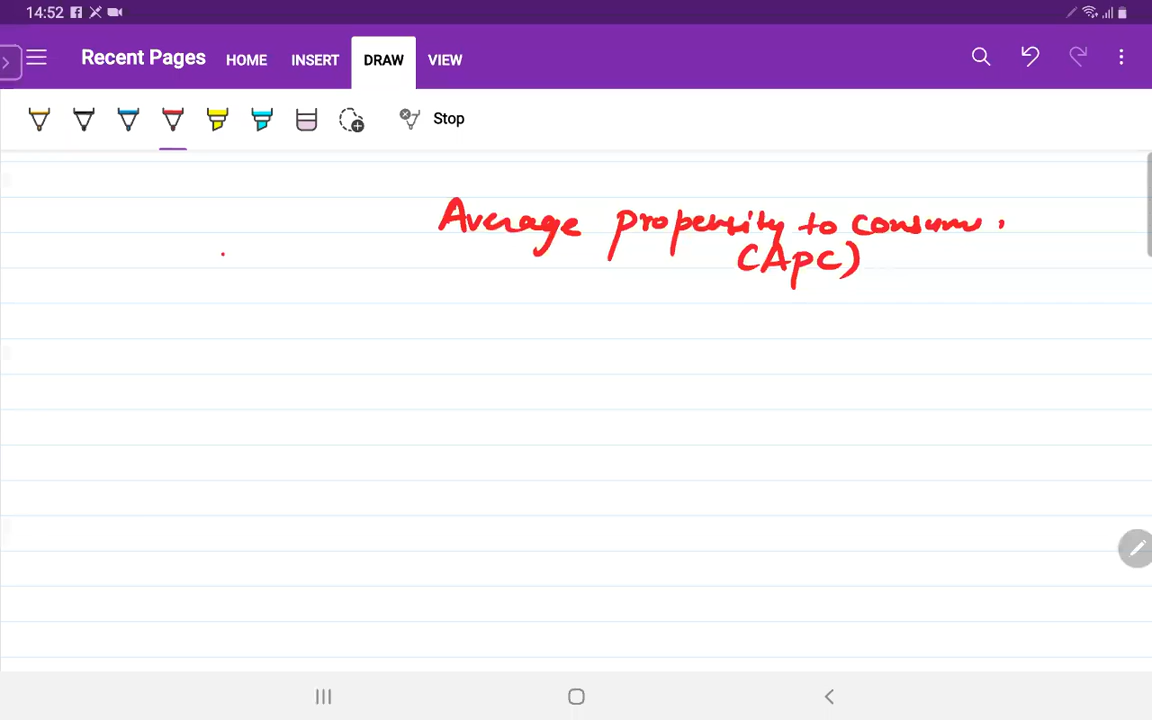 14:52
Recent Pages HOME INSERT DRAW VIEW
Stop
Average propensity to consume.
(APC)